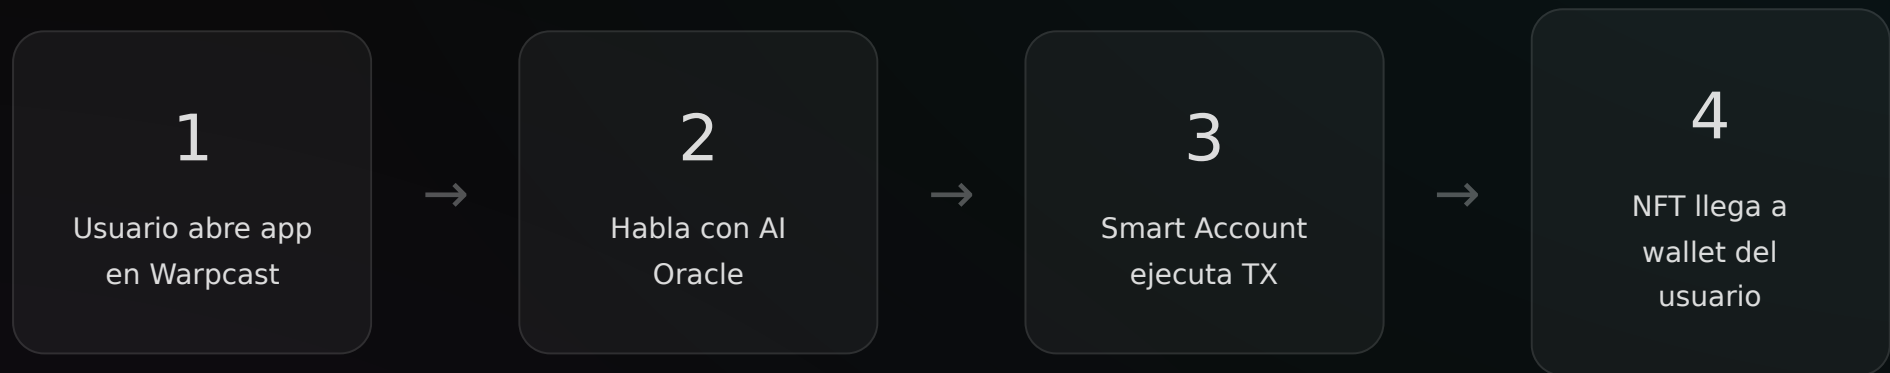 1
Usuario abre app
en Warpcast
→
2
Habla con AI
Oracle
→
3
Smart Account
ejecuta TX
→
4
NFT llega a
wallet del
usuario